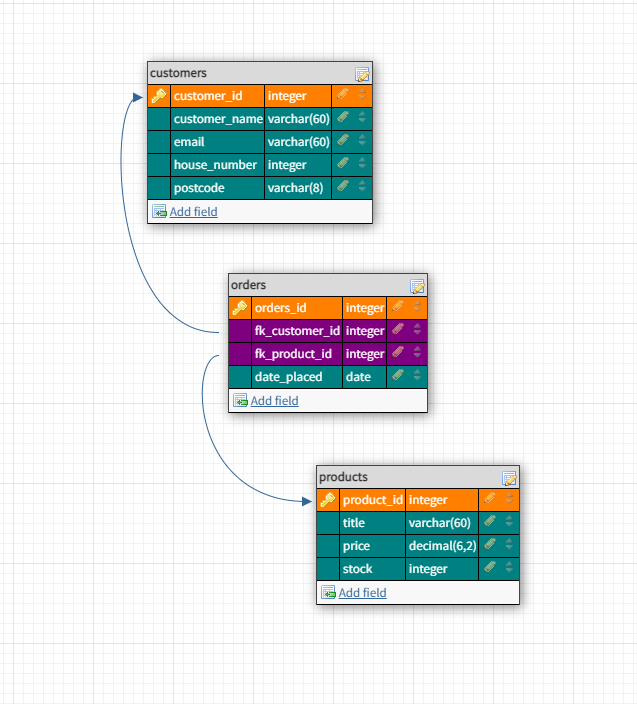 customers
customer_id integer
customer_name varchar(60)
email varchar(60)
house_number integer
postcode varchar(8)
Add field
orders
orders_id integer
fk_customer_id integer
fk_product_id integer
date_placed date
Add field
products
product_id integer
title varchar(60)
price decimal(6,2)
stock integer
Add field